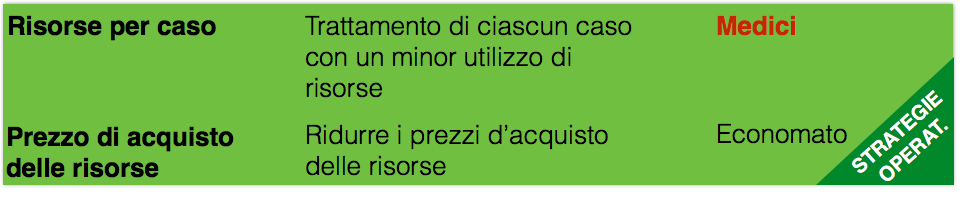 Risorse per caso
Trattamento di ciascun caso
con un minor utilizzo di
risorse
Medici
Prezzo di acquisto
delle risorse
Ridurre i prezzi d'acquisto
delle risorse
Economato
STRATEGIE
OPERAT.